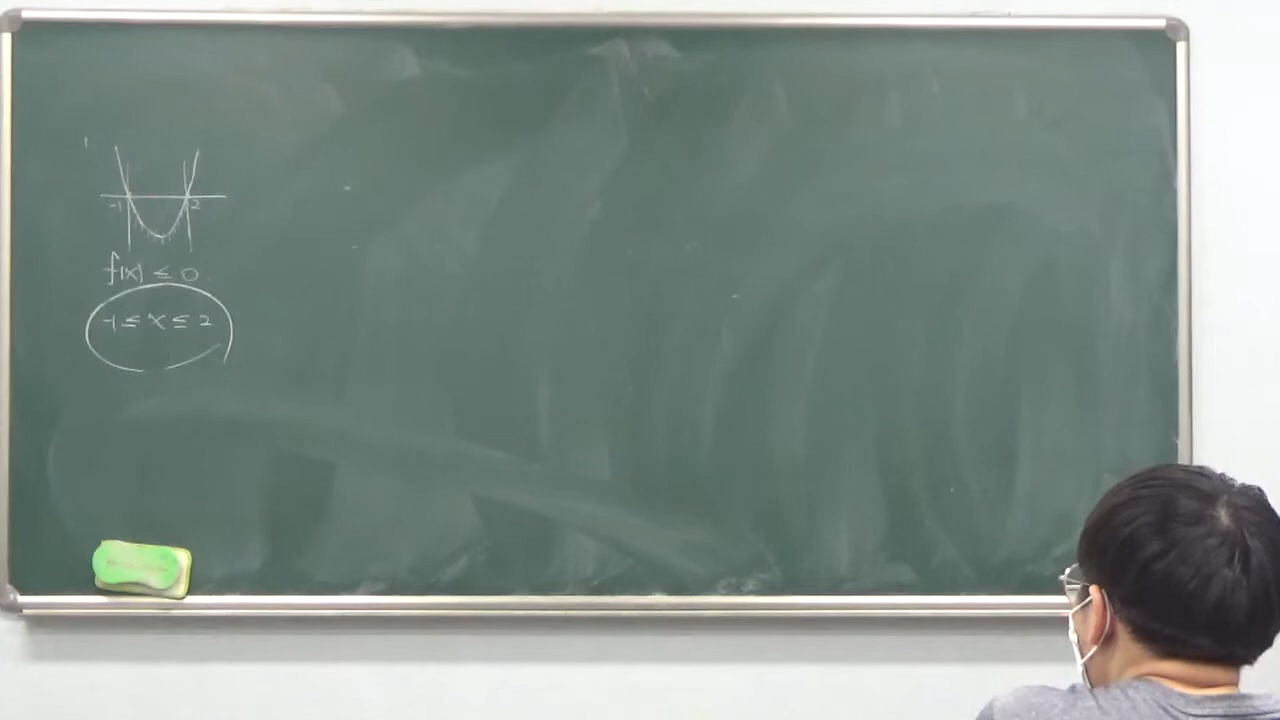 -1 2
f(x) ≤ 0
-1 ≤ x ≤ 2